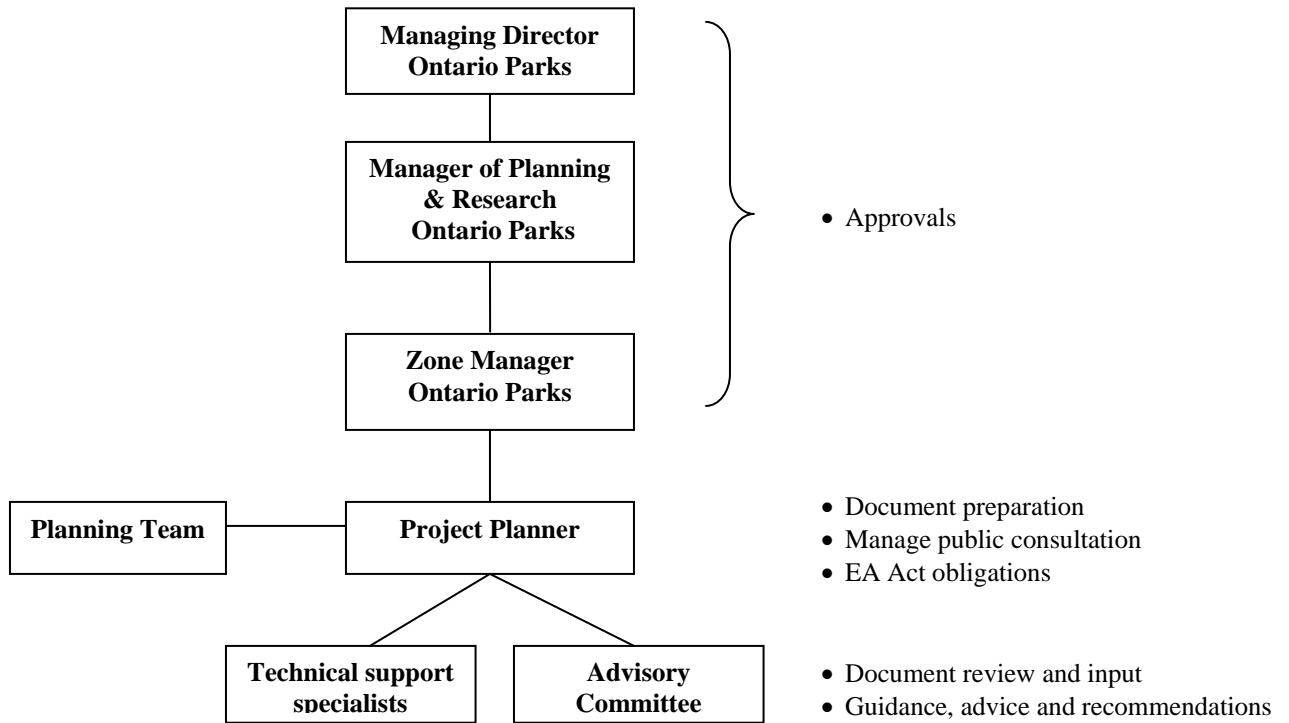 Managing Director
Ontario Parks
Manager of Planning
& Research
Ontario Parks
• Approvals
Zone Manager
Ontario Parks
Planning Team
Project Planner
• Document preparation
• Manage public consultation
• EA Act obligations
Technical support
specialists
Advisory
Committee
• Document review and input
• Guidance, advice and recommendations